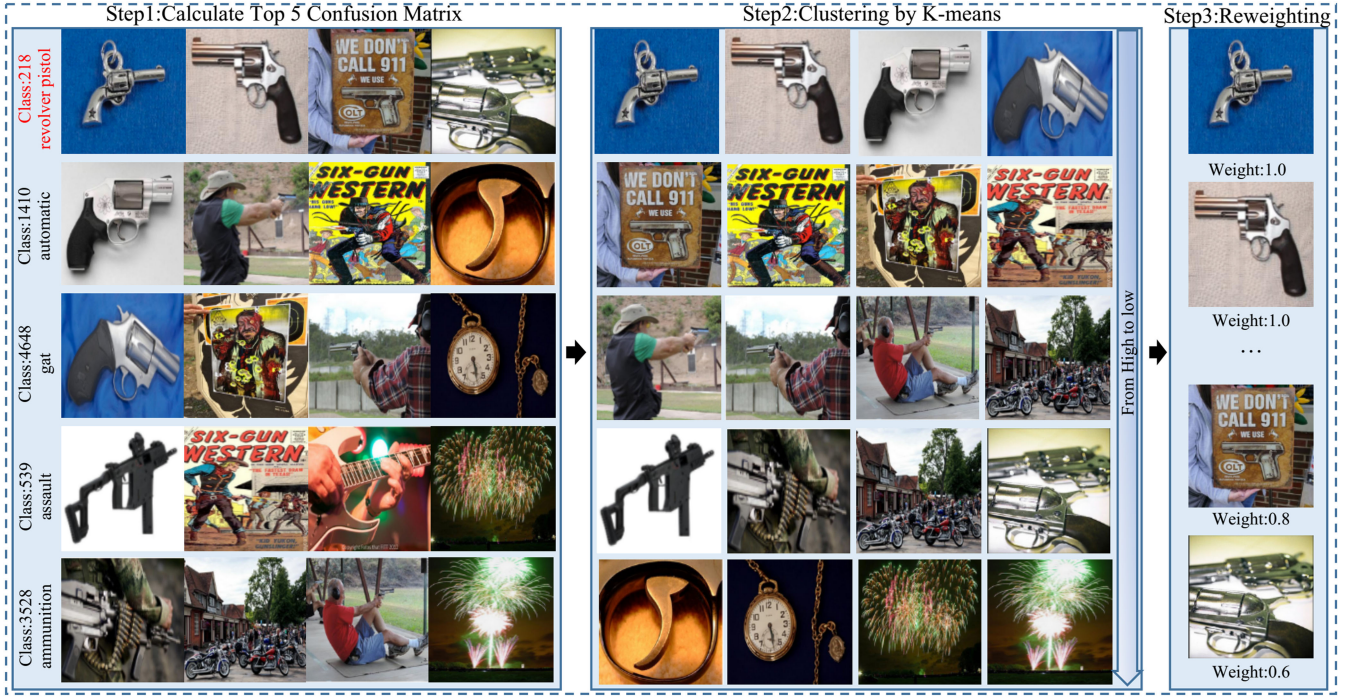 Step1:Calculate Top 5 Confusion Matrix
Class:218
revolver pistol
WE DON'T
CALL 911
WE USE
COLT
Class:1410
automatic
SIX-GUN
WESTERN
Class:4648
gat
Class:539
assault
SIX-GUN
WESTERN
Class:3528
ammunition
Step2:Clustering by K-means
WE DON'T
CALL 911
WE USE
COLT
SIX-GUN
WESTERN
SIX-GUN
WESTERN
From High to low
Step3:Reweighting
Weight:1.0
Weight:1.0
...
WE DON'T
CALL 911
WE USE
COLT
Weight:0.8
Weight:0.6